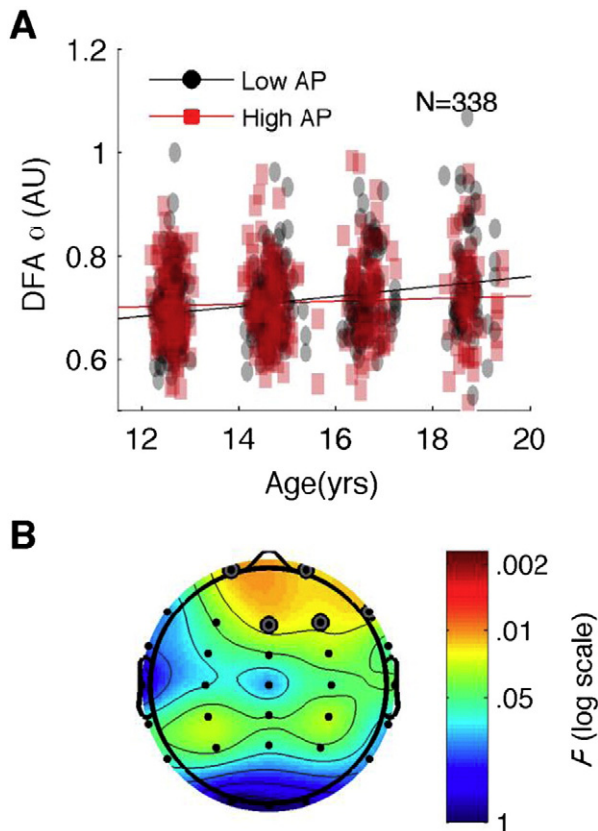 A
1.2
1
0.8
0.6
DFA α (AU)
Low AP
High AP
N=338
12 14 16 18 20
Age(yrs)
B
.002
.01
.05
1
F (log scale)